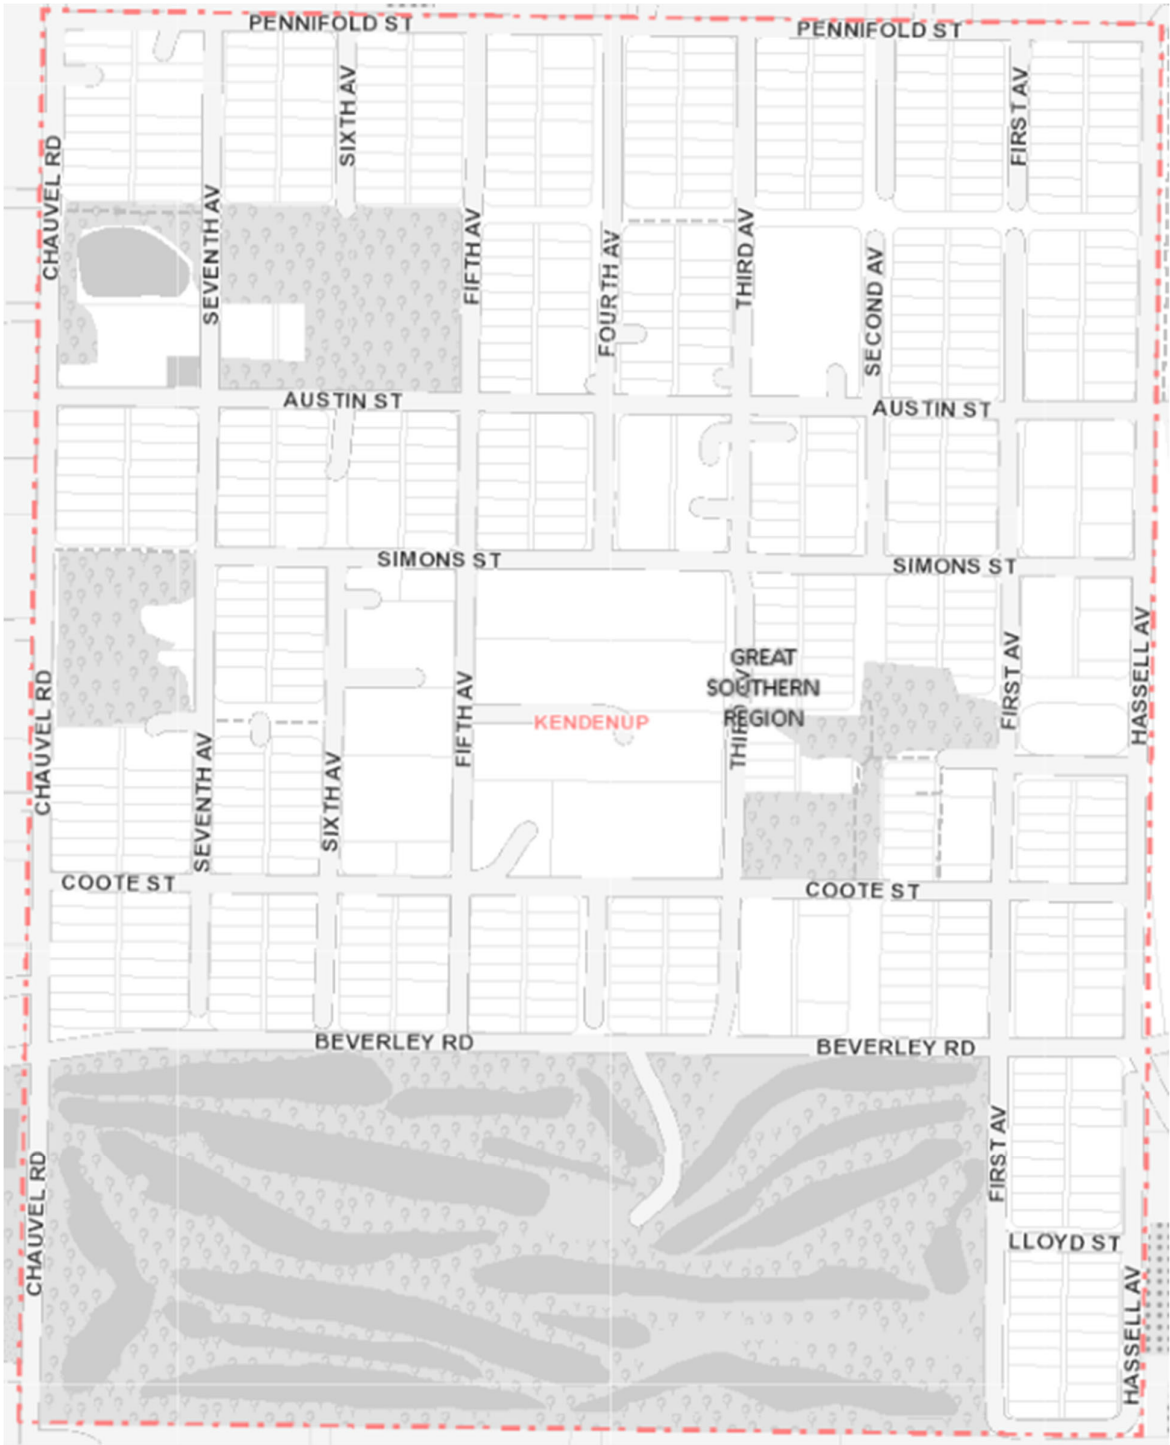 PENNIFOLD ST
PENNIFOLD ST
SIXTH AV
FIRST AV
CHAUVEL RD
SEVENTH AV
FIFTH AV
FOURTH AV
THIRD AV
SECOND AV
AUSTIN ST
AUSTIN ST
SIMONS ST
SIMONS ST
GREAT
SOUTHERN
REGION
KENDENUP
CHAUVEL RD
SEVENTH AV
SIXTH AV
FIFTH AV
THIRD AV
FIRST AV
HASSELL AV
COOTE ST
COOTE ST
BEVERLEY RD
BEVERLEY RD
CHAUVEL RD
FIRST AV
LLOYD ST
HASSELL AV